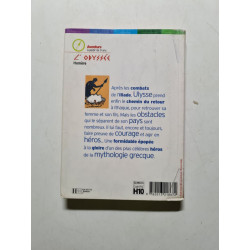 Aventure
L'ODYSSÉE
Homère
Après les combats
de l'Iliade, Ulysse prend
enfin le chemin du retour
à Ithaque, pour retrouver sa
femme et son fils. Mais les obstacles
qui le séparent de son pays sont
nombreux. Il lui faut, encore et toujours,
faire preuve de courage et agir en
héros... Une formidable épopée
à la gloire d'un des plus célèbres héros
de la mythologie grecque.
H10